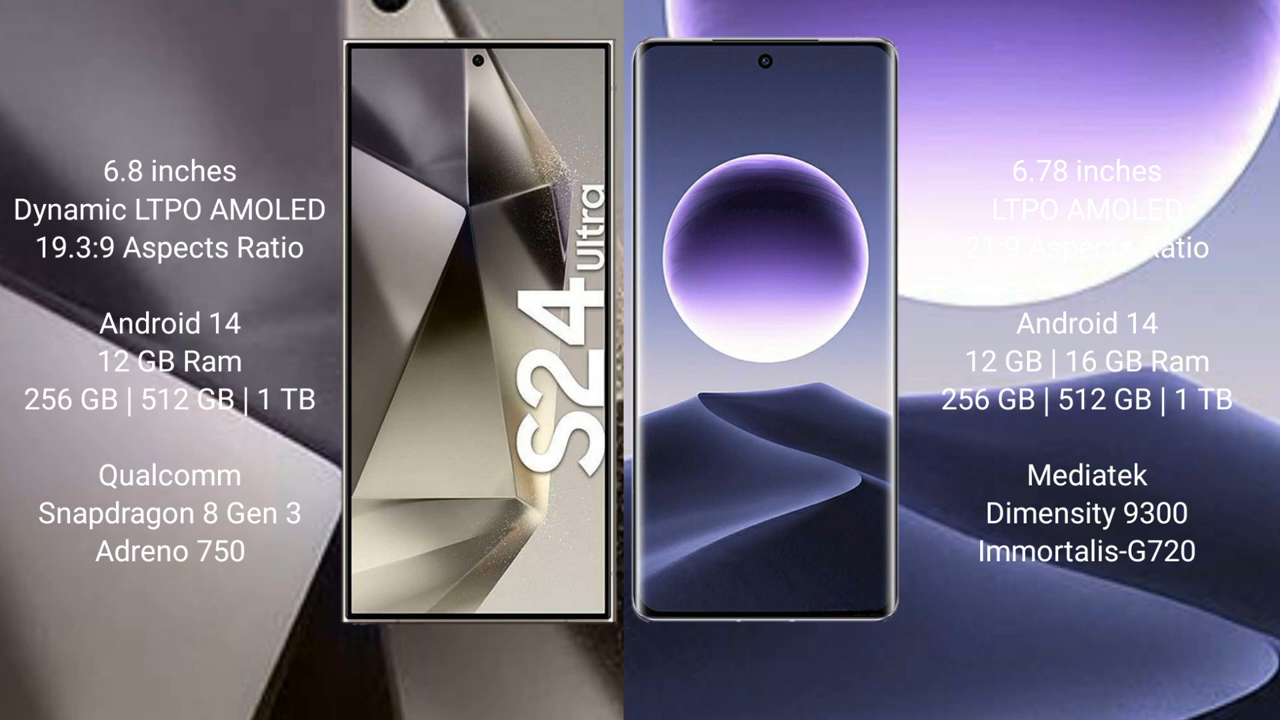 6.8 inches
Dynamic LTPO AMOLED
19.3:9 Aspects Ratio
Android 14
12 GB Ram
256 GB | 512 GB | 1 TB
Qualcomm
Snapdragon 8 Gen 3
Adreno 750
S24 ultra
6.78 inches
LTPO AMOLED
21:9 Aspects Ratio
Android 14
12 GB | 16 GB Ram
256 GB | 512 GB | 1 TB
Mediatek
Dimensity 9300
Immortalis-G720